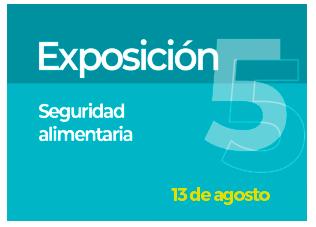 Exposición
5
Seguridad
alimentaria
13 de agosto